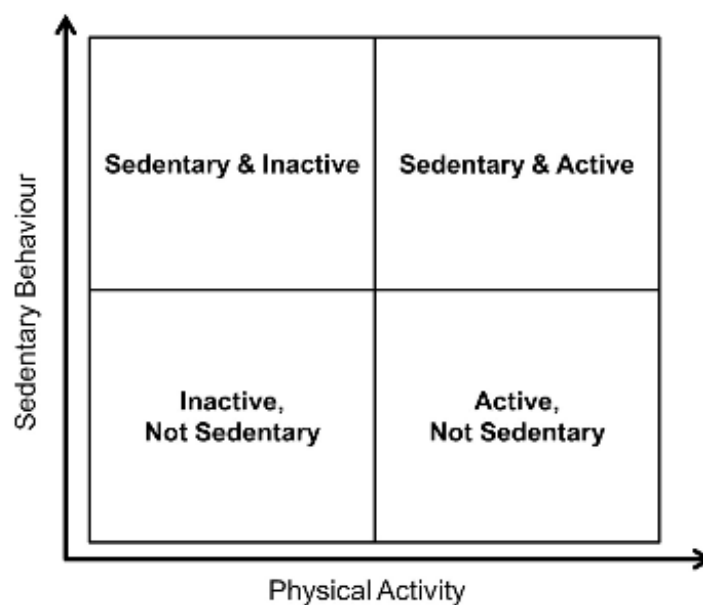 Sedentary Behaviour
Sedentary & Inactive
Sedentary & Active
Inactive,
Not Sedentary
Active,
Not Sedentary
Physical Activity